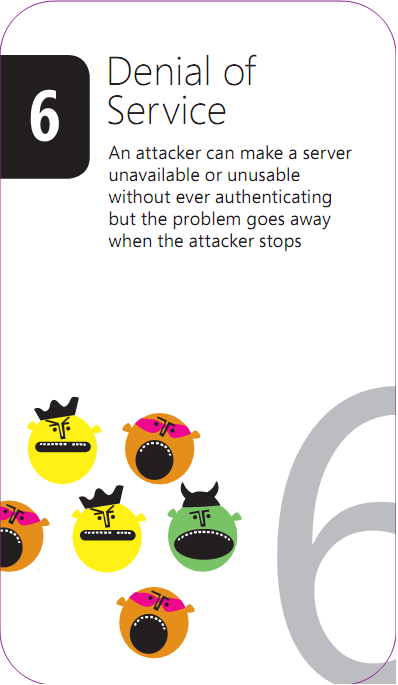 6
Denial of
Service
An attacker can make a server
unavailable or unusable
without ever authenticating
but the problem goes away
when the attacker stops
6